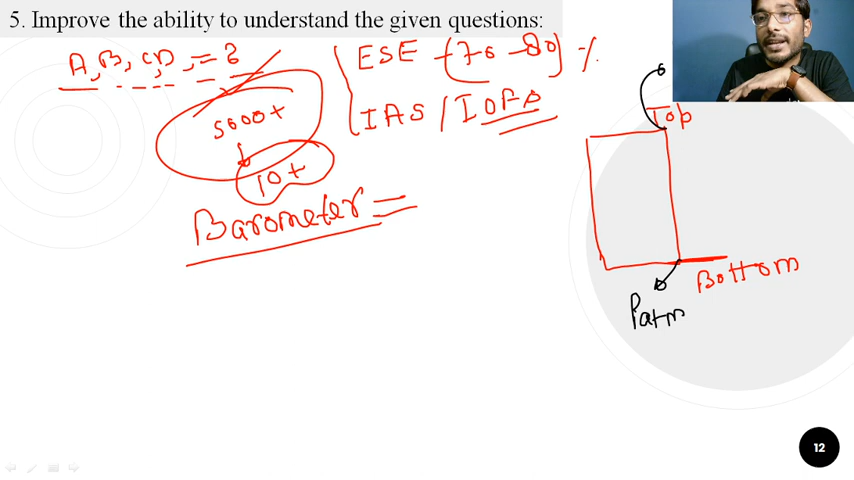 5. Improve the ability to understand the given questions:
A, B, C, D, = ?
ESE - (70 - 80) %
IAS / IOFS
5000+
10+
Barometer =
Top
Bottom
Patm
12